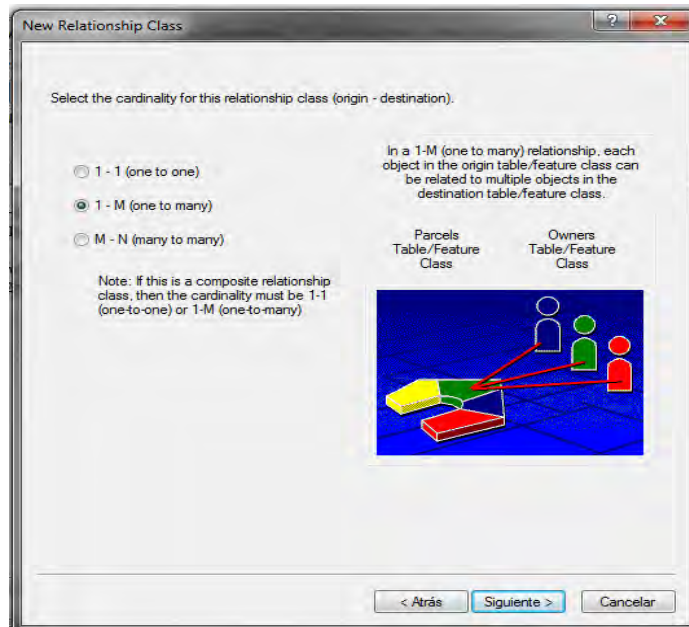 New Relationship Class
?
X
Select the cardinality for this relationship class (origin - destination).
1 - 1 (one to one)
1 - M (one to many)
M - N (many to many)
Note: If this is a composite relationship
class, then the cardinality must be 1-1
(one-to-one) or 1-M (one-to-many)
In a 1-M (one to many) relationship, each
object in the origin table/feature class can
be related to multiple objects in the
destination table/feature class.
Parcels
Table/Feature
Class
Owners
Table/Feature
Class
< Atrás
Siguiente >
Cancelar